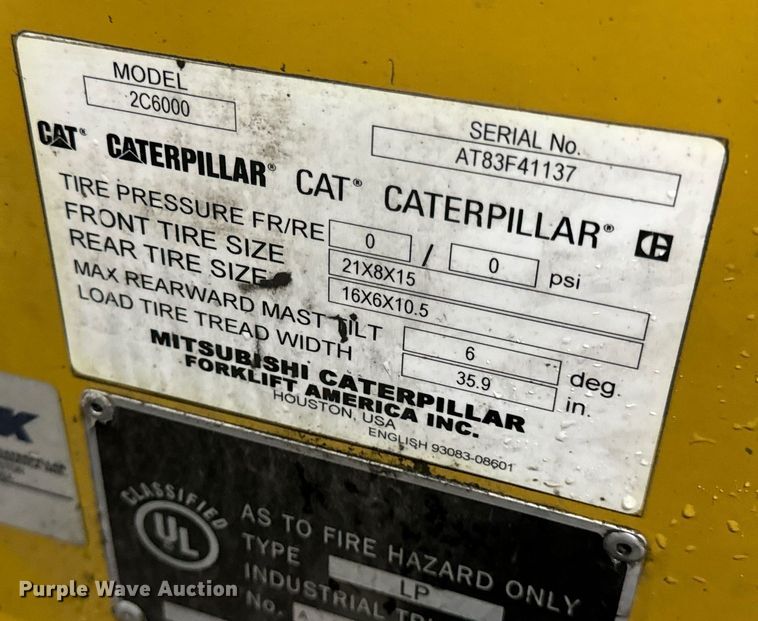 MODEL
2C6000
SERIAL No.
AT83F41137
CAT® CATERPILLAR® CAT® CATERPILLAR®
TIRE PRESSURE FR/RE 0 / 0 psi
FRONT TIRE SIZE 21X8X15
REAR TIRE SIZE 16X6X10.5
MAX REARWARD MAST TILT 6 deg.
LOAD TIRE TREAD WIDTH 35.9 in.
MITSUBISHI CATERPILLAR
FORKLIFT AMERICA INC.
HOUSTON, USA
ENGLISH 93083-08601
CLASSIFIED
UL
AS TO FIRE HAZARD ONLY
TYPE LP
INDUSTRIAL
No.
Purple Wave Auction